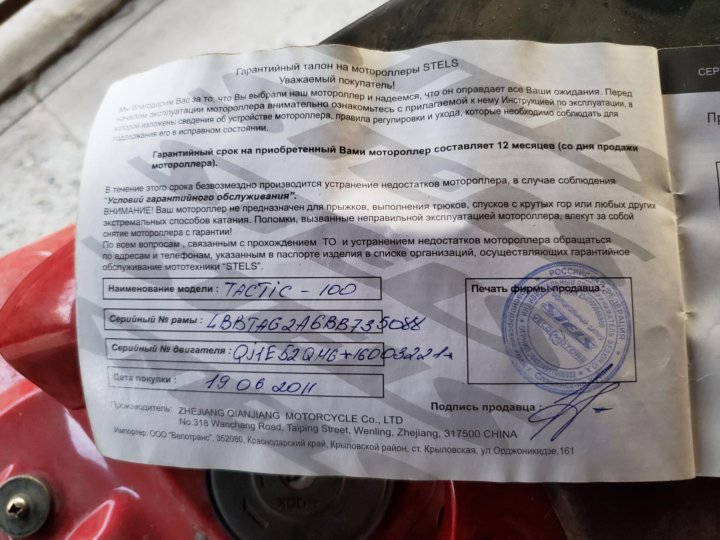 Гарантийный талон на мотороллеры STELS
Уважаемый покупатель!
Мы благодарим Вас за то, что Вы выбрали наш мотороллер и надеемся, что он оправдает все Ваши ожидания. Перед
началом эксплуатации мотороллера внимательно ознакомьтесь с прилагаемой к нему Инструкцией по эксплуатации, в
которой изложены сведения об устройстве мотороллера, правила регулировки и ухода, которые необходимо соблюдать для
поддержания его в исправном состоянии.
Гарантийный срок на приобретенный Вами мотороллер составляет 12 месяцев (со дня продажи
мотороллера).
В течение этого срока безвозмездно производится устранение недостатков мотороллера, в случае соблюдения
"Условий гарантийного обслуживания".
ВНИМАНИЕ! Ваш мотороллер не предназначен для прыжков, выполнения трюков, спусков с крутых гор или любых других
экстремальных способов катания. Поломки, вызванные неправильной эксплуатацией мотороллера, влекут за собой
снятие мотороллера с гарантии!
По всем вопросам , связанным с прохождением ТО и устранением недостатков мотороллера обращаться
по адресам и телефонам, указанным в паспорте изделия в списке организаций, осуществляющих гарантийное
обслуживание мототехники "STELS".
Наименование модели : TACTIC - 100
Серийный № рамы : LBBTAG2A6BB735088
Серийный № двигателя : QJ1E52QMG*16003221*
Дата покупки : 19 06 2011
Печать фирмы-продавца :
РОССИЙСКАЯ ФЕДЕРАЦИЯ
STELS
Подпись продавца :
Производитель: ZHEJIANG QIANJIANG MOTORCYCLE Co., LTD
No.318 Wanchang Road, Taiping Street, Wenling, Zhejiang, 317500 CHINA
Импортер: ООО "Велотранс", 352080, Краснодарский край, Крыловской район, ст. Крыловская, ул.Орджоникидзе,161
СЕР
Пр